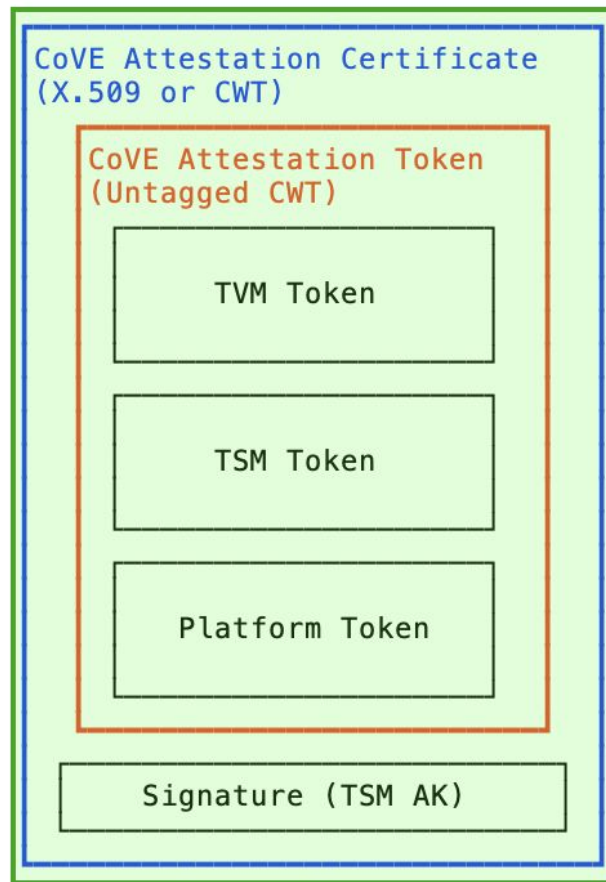 CoVE Attestation Certificate
(X.509 or CWT)
CoVE Attestation Token
(Untagged CWT)
TVM Token
TSM Token
Platform Token
Signature (TSM AK)